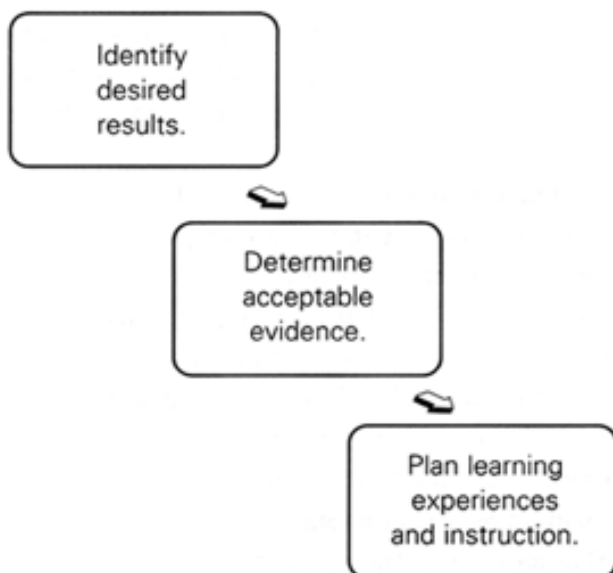 Identify
desired
results.
Determine
acceptable
evidence.
Plan learning
experiences
and instruction.